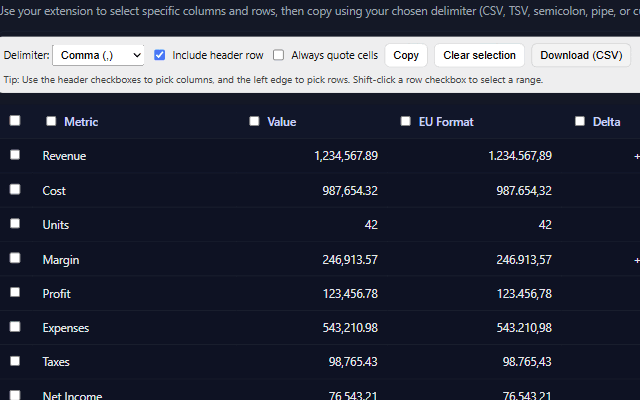 Use your extension to select specific columns and rows, then copy using your chosen delimiter (CSV, TSV, semicolon, pipe, or
Delimiter: Comma (,) Include header row Always quote cells Copy Clear selection Download (CSV)
Tip: Use the header checkboxes to pick columns, and the left edge to pick rows. Shift-click a row checkbox to select a range.
Metric Value EU Format Delta
Revenue 1,234,567.89 1.234.567,89 +
Cost 987,654.32 987.654,32
Units 42 42
Margin 246,913.57 246.913,57 +
Profit 123,456.78 123.456,78
Expenses 543,210.98 543.210,98
Taxes 98,765.43 98.765,43
Net Income 76,543.21 76.543,21